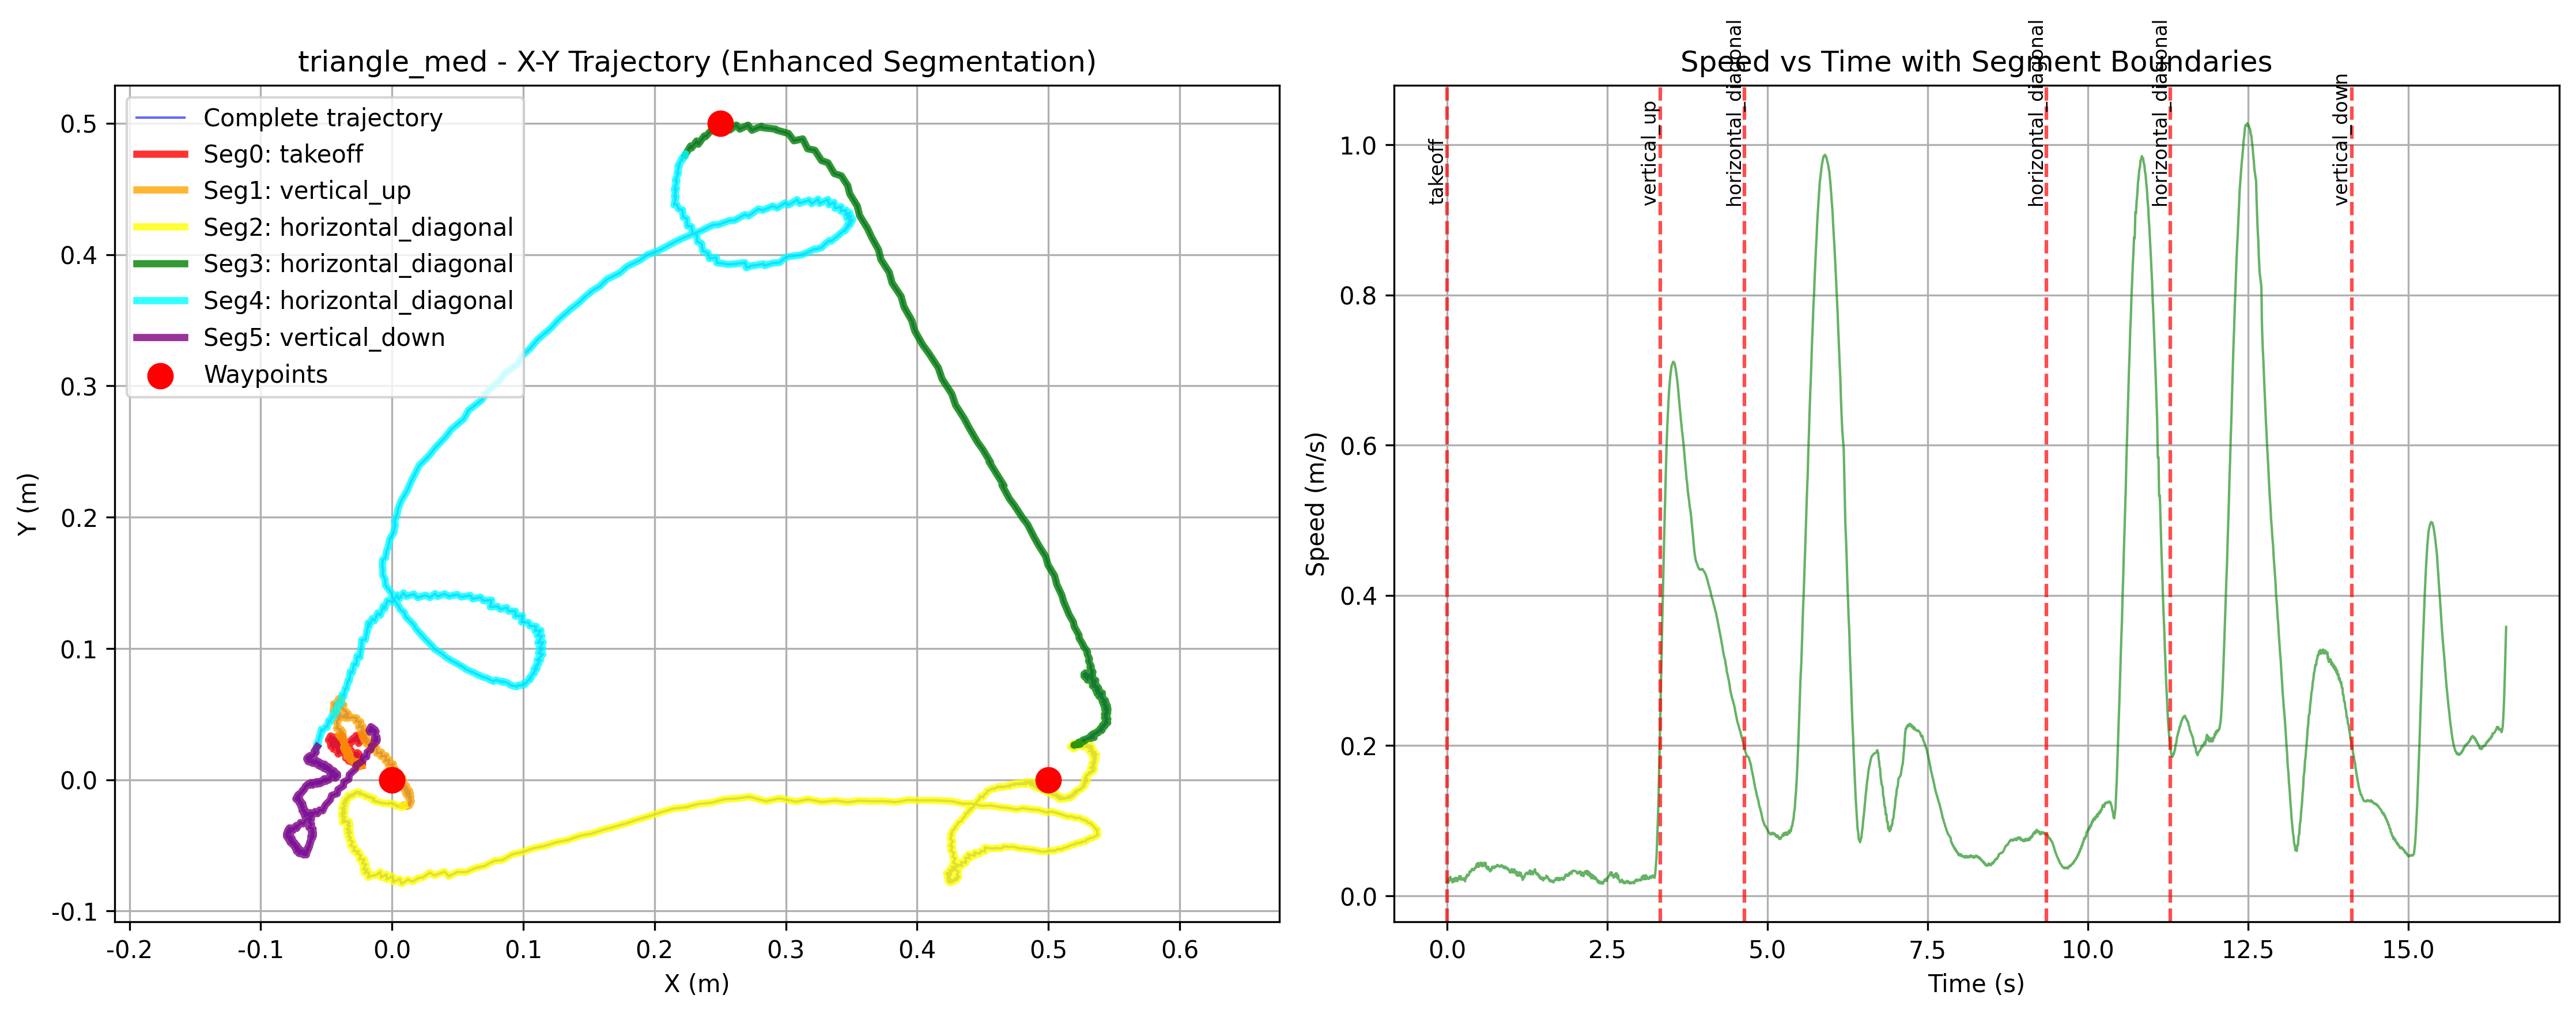 triangle_med - X-Y Trajectory (Enhanced Segmentation)
Complete trajectory
Seg0: takeoff
Seg1: vertical_up
Seg2: horizontal_diagonal
Seg3: horizontal_diagonal
Seg4: horizontal_diagonal
Seg5: vertical_down
Waypoints
0.5
0.4
0.3
0.2
0.1
0.0
-0.1
Y (m)
-0.2
-0.1
0.0
0.1
0.2
0.3
0.4
0.5
0.6
X (m)
Speed vs Time with Segment Boundaries
takeoff
vertical_up
horizontal_diagonal
horizontal_diagonal
horizontal_diagonal
vertical_down
1.0
0.8
0.6
0.4
0.2
0.0
Speed (m/s)
0.0
2.5
5.0
7.5
10.0
12.5
15.0
Time (s)